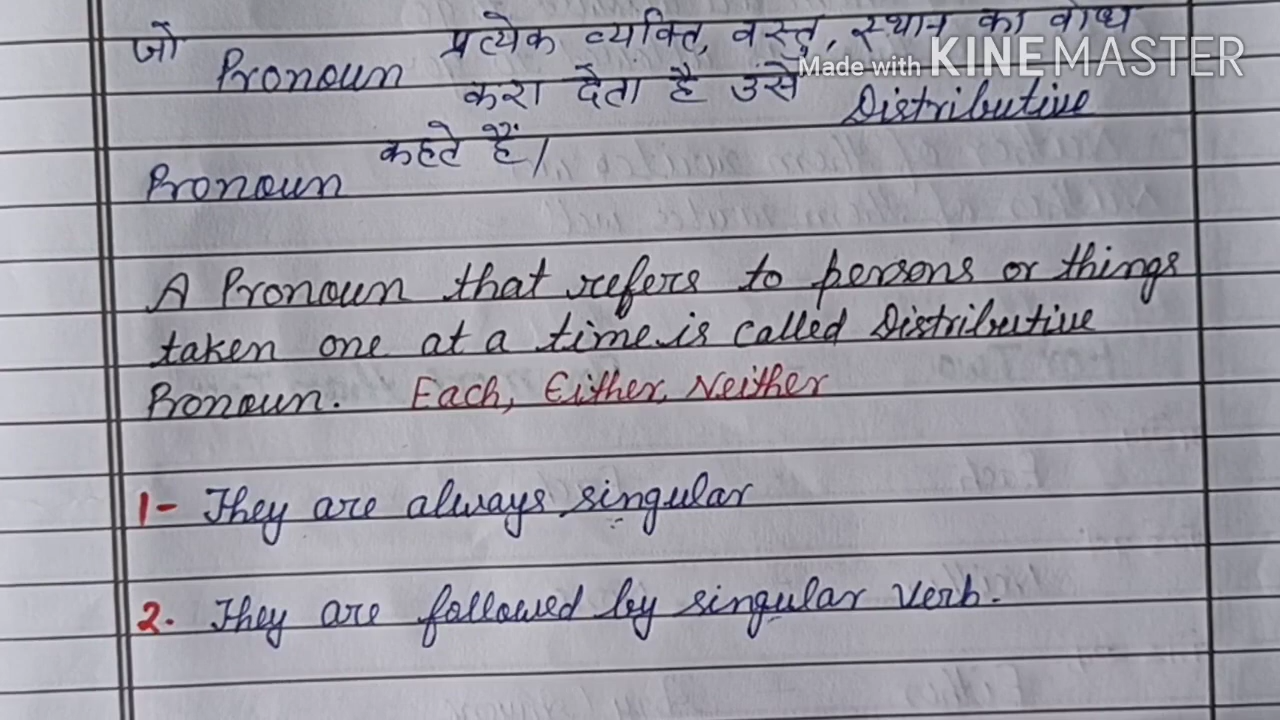 जो Pronoun प्रत्येक व्यक्ति, वस्तु, स्थान का बोध
Made with KINEMASTER
करा देता है उसे Distributive
Pronoun कहते हैं।
A Pronoun that refers to persons or things
taken one at a time is called Distributive
Pronoun. Each, Either, Neither
1- They are always singular
2. They are followed by singular verb.